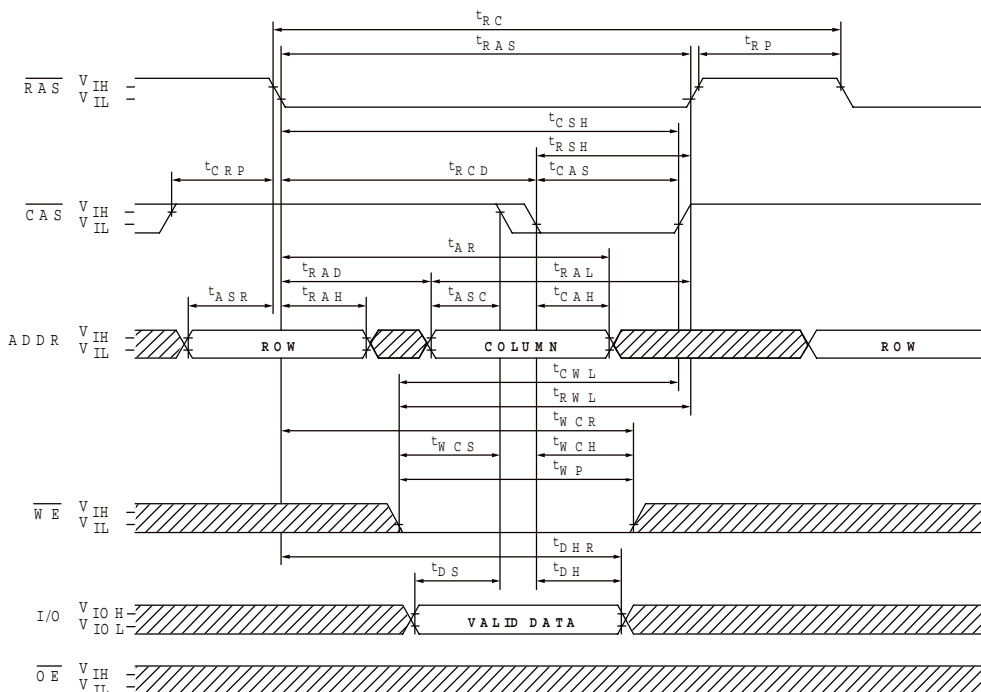 tRC
tRAS tRP
RAS VIH
VIL
tCSH
tRSH
tCRP tRCD tCAS
CAS VIH
VIL
tAR
tRAD tRAL
tASR tRAH tASC tCAH
ADDR VIH
VIL
ROW COLUMN ROW
tCWL
tRWL
tWCR
tWCS tWCH
tWP
WE VIH
VIL
tDHR
tDS tDH
I/O VIOH
VIOL
VALID DATA
OE VIH
VIL